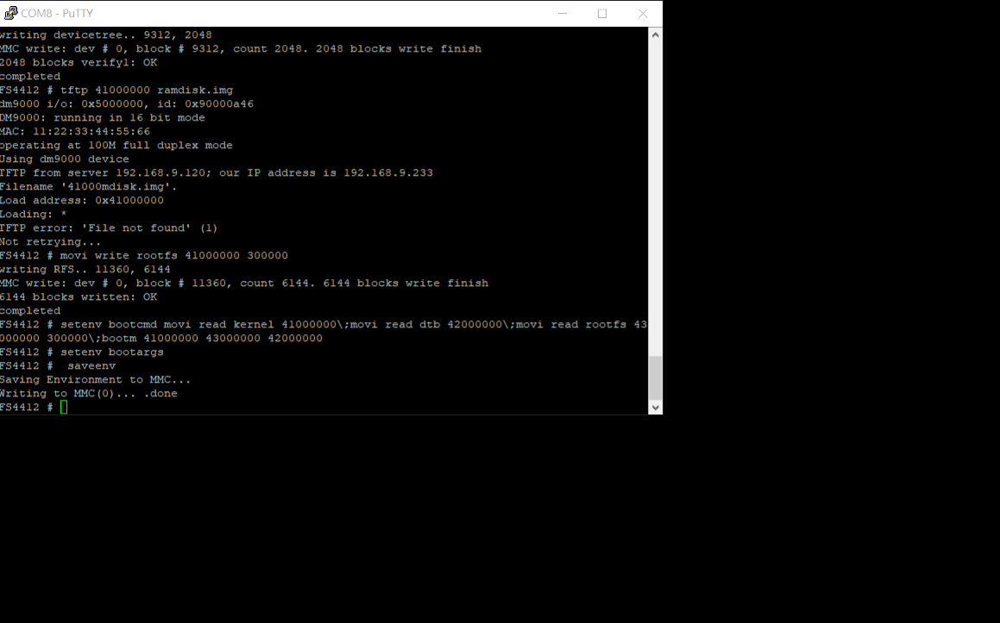 COM8 - PuTTY
writing devicetree.. 9312, 2048
MMC write: dev # 0, block # 9312, count 2048. 2048 blocks write finish
2048 blocks verify1: OK
completed
FS4412 # tftp 41000000 ramdisk.img
dm9000 i/o: 0x5000000, id: 0x90000a46
DM9000: running in 16 bit mode
MAC: 11:22:33:44:55:66
operating at 100M full duplex mode
Using dm9000 device
TFTP from server 192.168.9.120; our IP address is 192.168.9.233
Filename '41000mdisk.img'.
Load address: 0x41000000
Loading: *
TFTP error: 'File not found' (1)
Not retrying...
FS4412 # movi write rootfs 41000000 300000
writing RFS.. 11360, 6144
MMC write: dev # 0, block # 11360, count 6144. 6144 blocks write finish
6144 blocks written: OK
completed
FS4412 # setenv bootcmd movi read kernel 41000000\;movi read dtb 42000000\;movi read rootfs 43
000000 300000\;bootm 41000000 43000000 42000000
FS4412 # setenv bootargs
FS4412 #  saveenv
Saving Environment to MMC...
Writing to MMC(0)... .done
FS4412 #